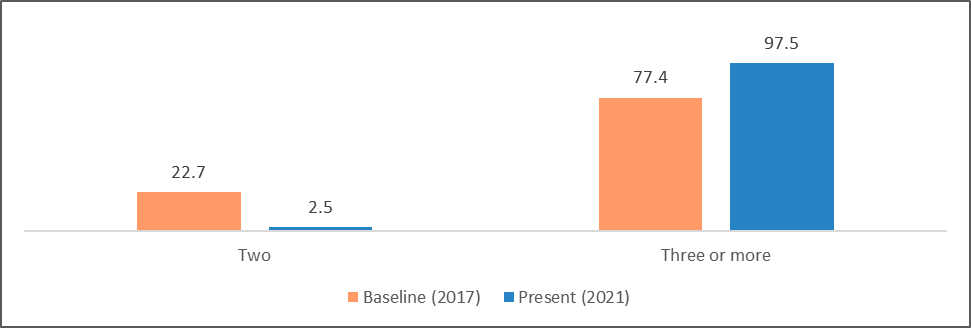 97.5
77.4
22.7
2.5
Two
Three or more
Baseline (2017)
Present (2021)